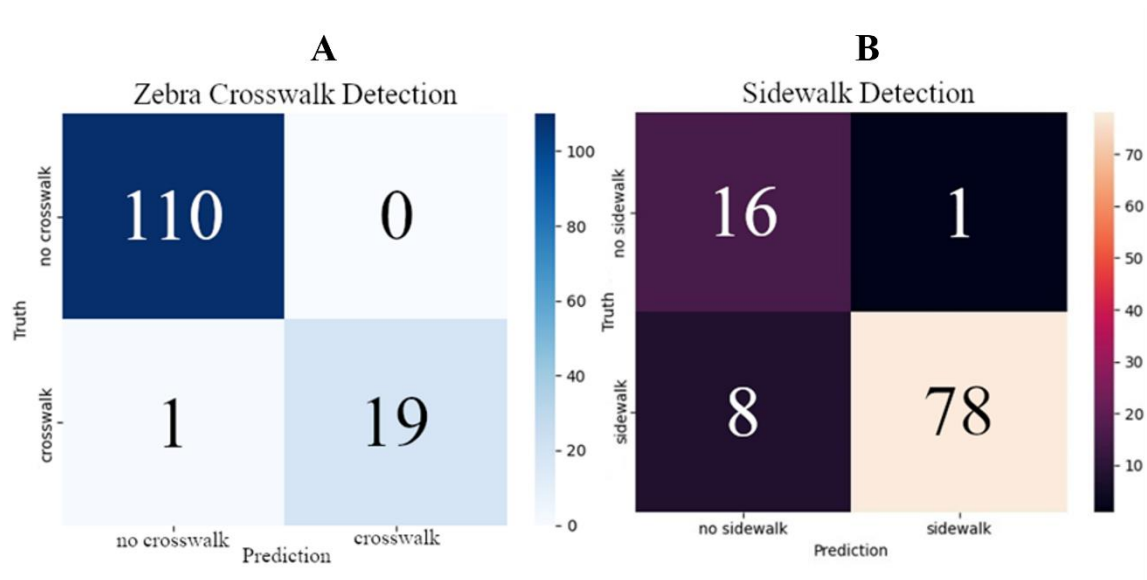 A
Zebra Crosswalk Detection
no crosswalk
crosswalk
Truth
110
0
1
19
no crosswalk
crosswalk
Prediction
100
80
60
40
20
0
B
Sidewalk Detection
no sidewalk
sidewalk
Truth
16
1
8
78
no sidewalk
sidewalk
Prediction
70
60
50
40
30
20
10